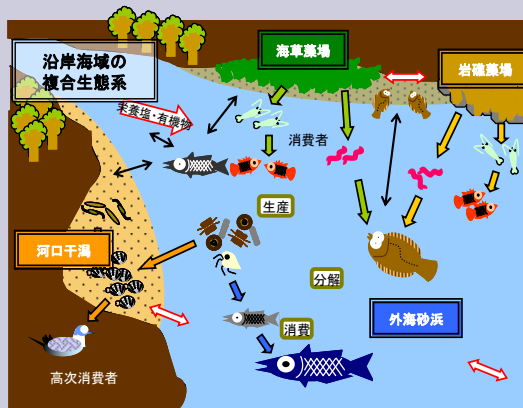 沿岸海域の
複合生態系
海草藻場
岩礁藻場
栄養塩・有機物
消費者
生産
河口干潟
分解
消費
外海砂浜
高次消費者